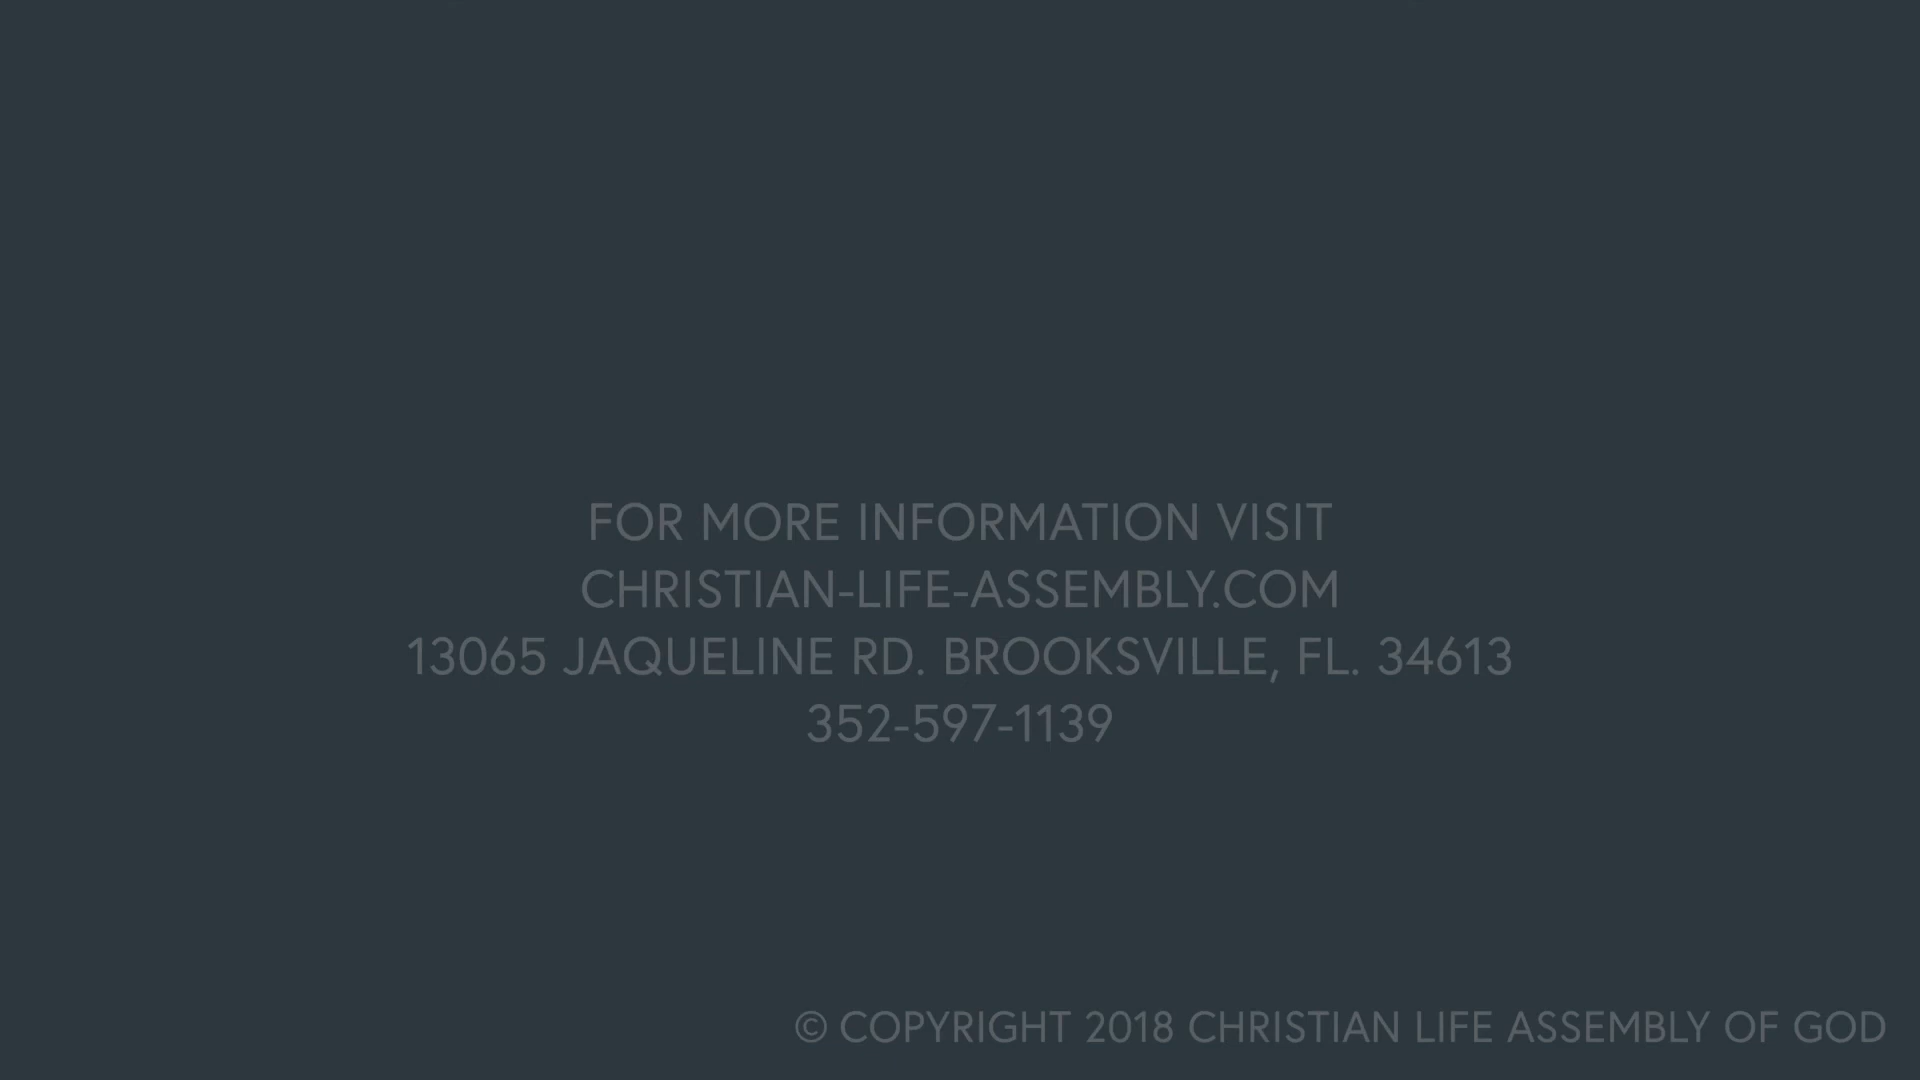 FOR MORE INFORMATION VISIT
CHRISTIAN-LIFE-ASSEMBLY.COM
13065 JAQUELINE RD. BROOKSVILLE, FL. 34613
352-597-1139
© COPYRIGHT 2018 CHRISTIAN LIFE ASSEMBLY OF GOD